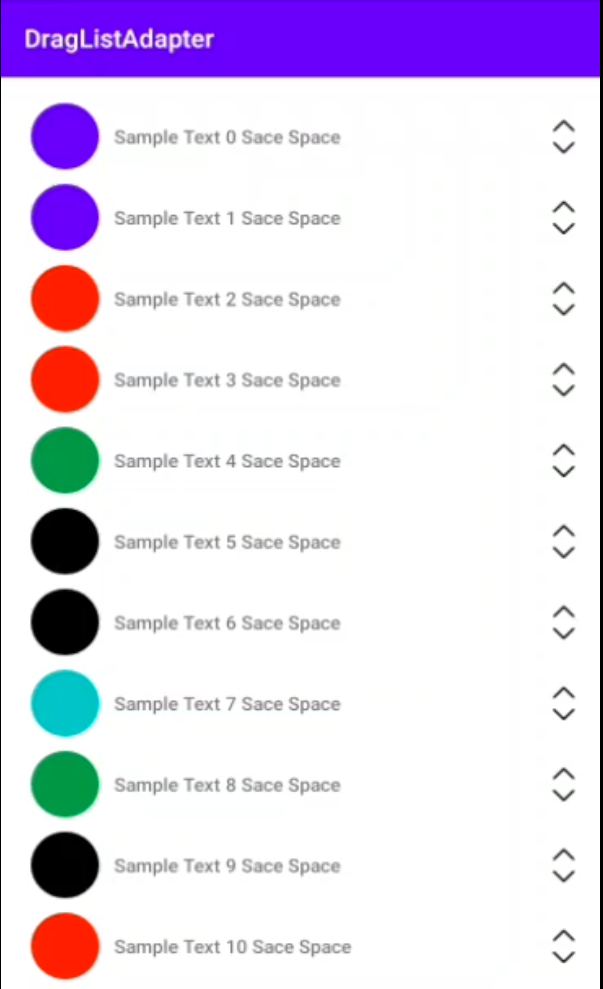 DragListAdapter
Sample Text 0 Sace Space
Sample Text 1 Sace Space
Sample Text 2 Sace Space
Sample Text 3 Sace Space
Sample Text 4 Sace Space
Sample Text 5 Sace Space
Sample Text 6 Sace Space
Sample Text 7 Sace Space
Sample Text 8 Sace Space
Sample Text 9 Sace Space
Sample Text 10 Sace Space